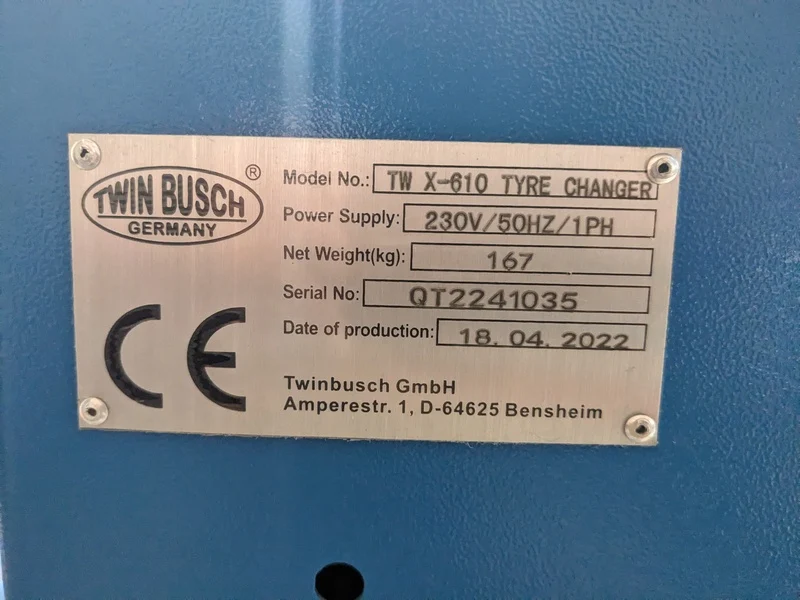 TWIN BUSCH ®
GERMANY
CE
Model No.: TW X-610 TYRE CHANGER
Power Supply: 230V/50HZ/1PH
Net Weight(kg): 167
Serial No: QT2241035
Date of production: 18. 04. 2022
Twinbusch GmbH
Amperestr. 1, D-64625 Bensheim